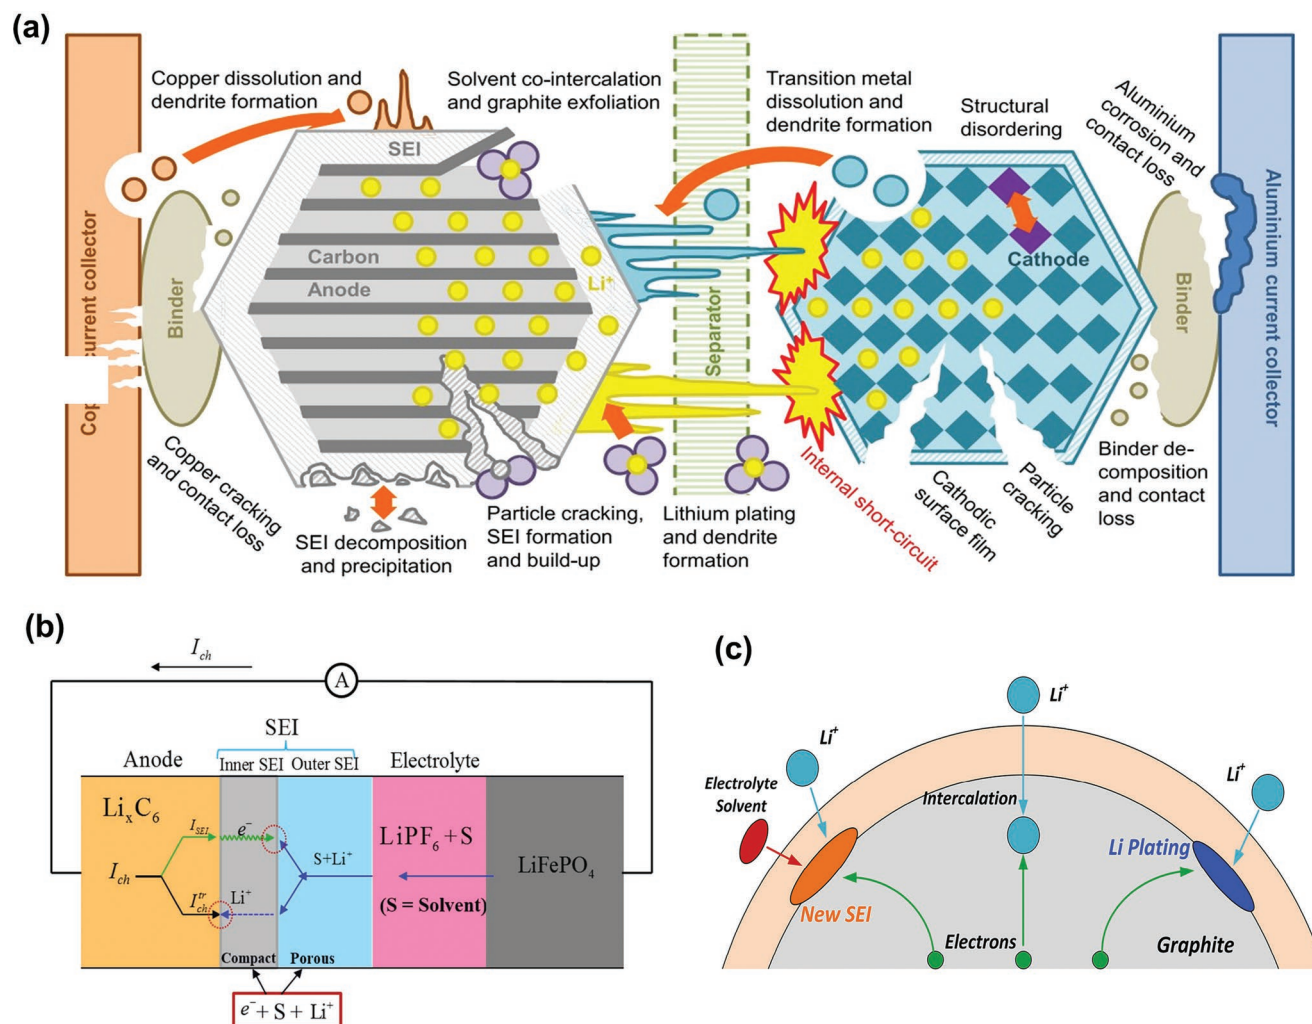 (a)
Copper dissolution and
dendrite formation
Solvent co-intercalation
and graphite exfoliation
Transition metal
dissolution and
dendrite formation
Structural
disordering
Aluminium
corrosion and
contact loss
SEI
Carbon
Anode
Li⁺
Binder
Separator
Cathode
Binder
current collector
Aluminium current collector
Copper cracking
and contact loss
SEI decomposition
and precipitation
Particle cracking,
SEI formation
and build-up
Lithium plating
and dendrite
formation
Internal short-circuit
Cathodic
surface film
Particle
cracking
Binder de-
composition
and contact
loss
(b)
I_ch
A
SEI
Anode
Inner SEI
Outer SEI
Electrolyte
LiₓC₆
I_SEI
e⁻
LiPF₆+S
LiFePO₄
S+Li⁺
I_ch
I_ch^tr
Li⁺
(S = Solvent)
Compact
Porous
e⁻+ S + Li⁺
(c)
Li⁺
Li⁺
Li⁺
Electrolyte
Solvent
Intercalation
Li Plating
New SEI
Electrons
Graphite